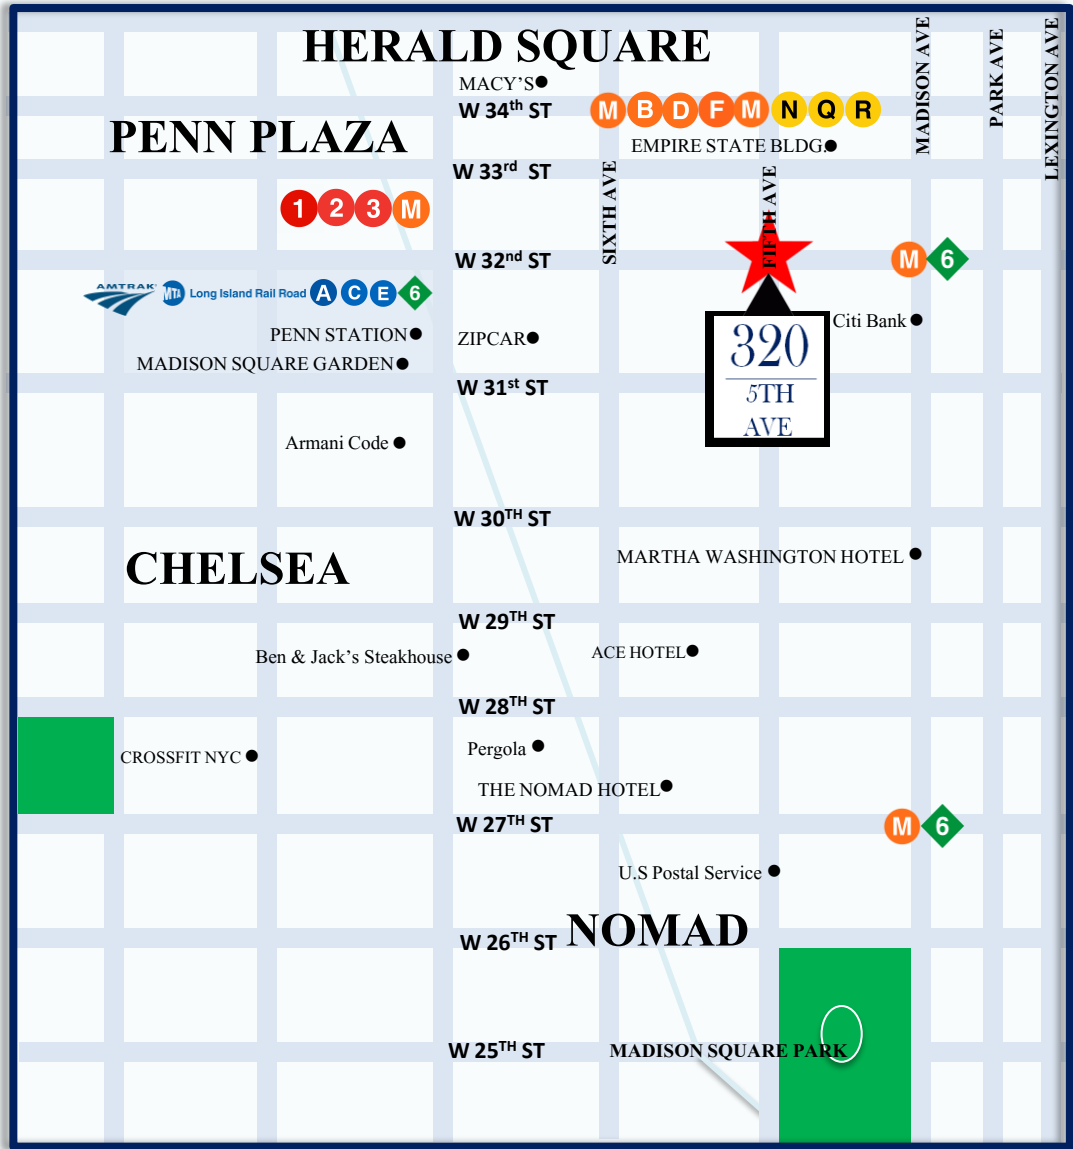 HERALD SQUARE
MADISON AVE
PARK AVE
LEXINGTON AVE
MACY'S
W 34th ST
M B D F M N Q R
PENN PLAZA
EMPIRE STATE BLDG.
W 33rd ST
SIXTH AVE
FIFTH AVE
1 2 3 M
W 32nd ST
M 6
AMTRAK MTA Long Island Rail Road A C E 6
PENN STATION
ZIPCAR
Citi Bank
320
5TH
AVE
MADISON SQUARE GARDEN
W 31st ST
Armani Code
W 30TH ST
CHELSEA
MARTHA WASHINGTON HOTEL
W 29TH ST
Ben & Jack's Steakhouse
ACE HOTEL
W 28TH ST
CROSSFIT NYC
Pergola
THE NOMAD HOTEL
W 27TH ST
M 6
U.S Postal Service
NOMAD
W 26TH ST
W 25TH ST
MADISON SQUARE PARK